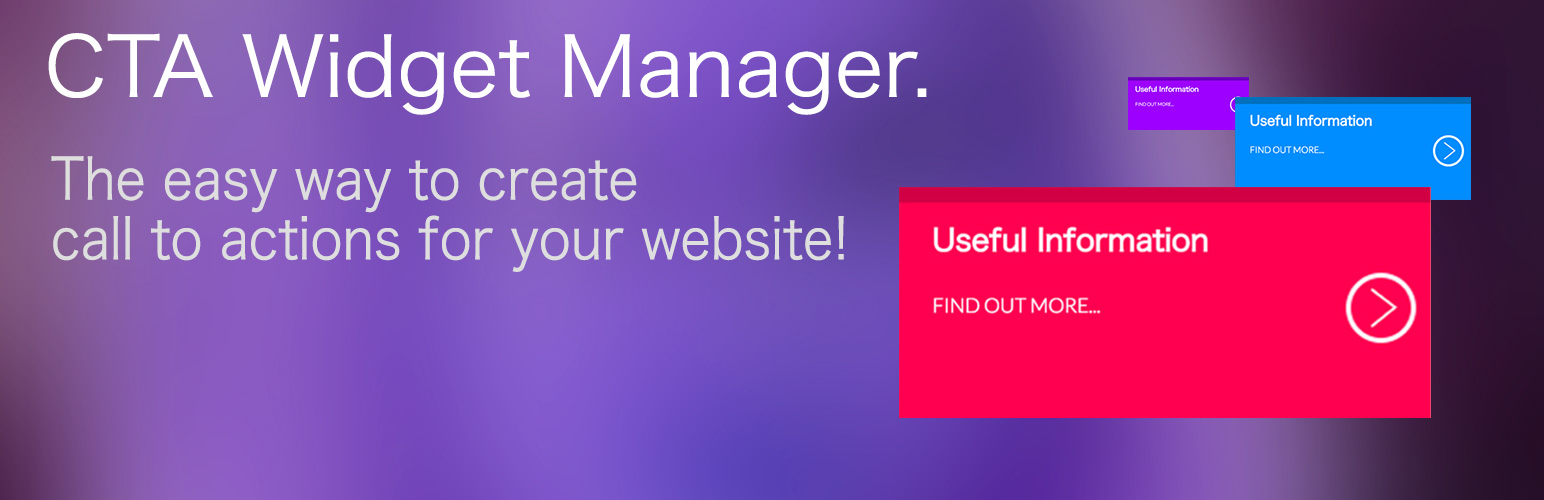 CTA Widget Manager.
The easy way to create
call to actions for your website!
Useful Information
FIND OUT MORE...
Useful Information
FIND OUT MORE...
Useful Information
FIND OUT MORE...